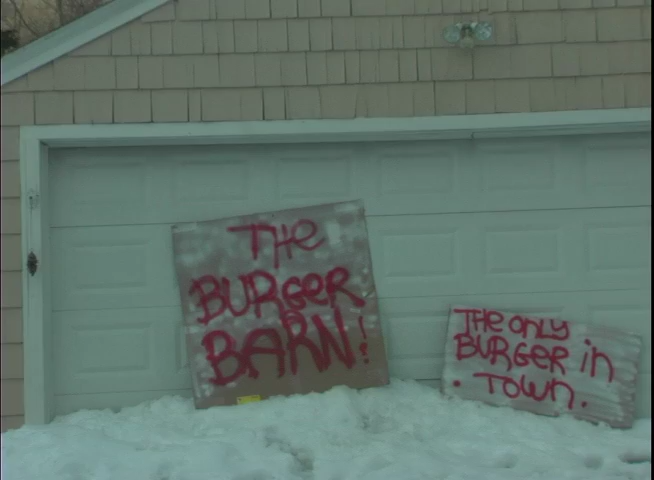 THe
BURGeR
BARN!
THe onLy
BURGeR in
. Town.